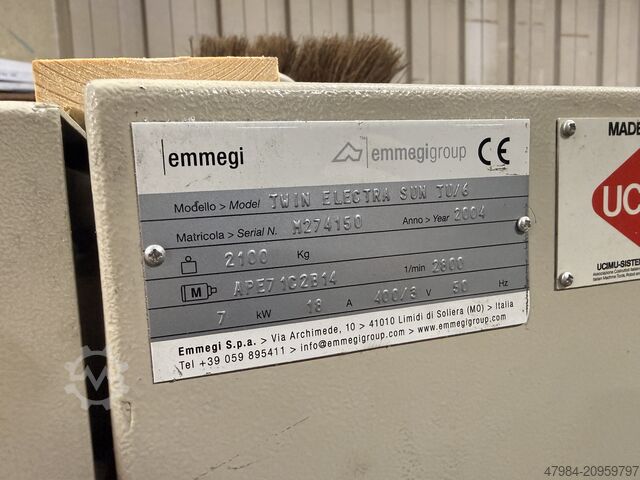 emmegi
emmegigroup CE
Modello > Model TWIN ELECTRA SUN TU/6
Matricola > Serial N. M274150 Anno > Year 2004
2100 Kg
M APE71C2B14 1/min 2800
7 kW 18 A 400/3 V 50 Hz
Emmegi S.p.a. > Via Archimede, 10 > 41010 Limidi di Soliera (MO) > Italia
Tel +39 059 895411 > info@emmegigroup.com > www.emmegigroup.com
MADE
UC
UCIMU-SISTE
47984-20959797